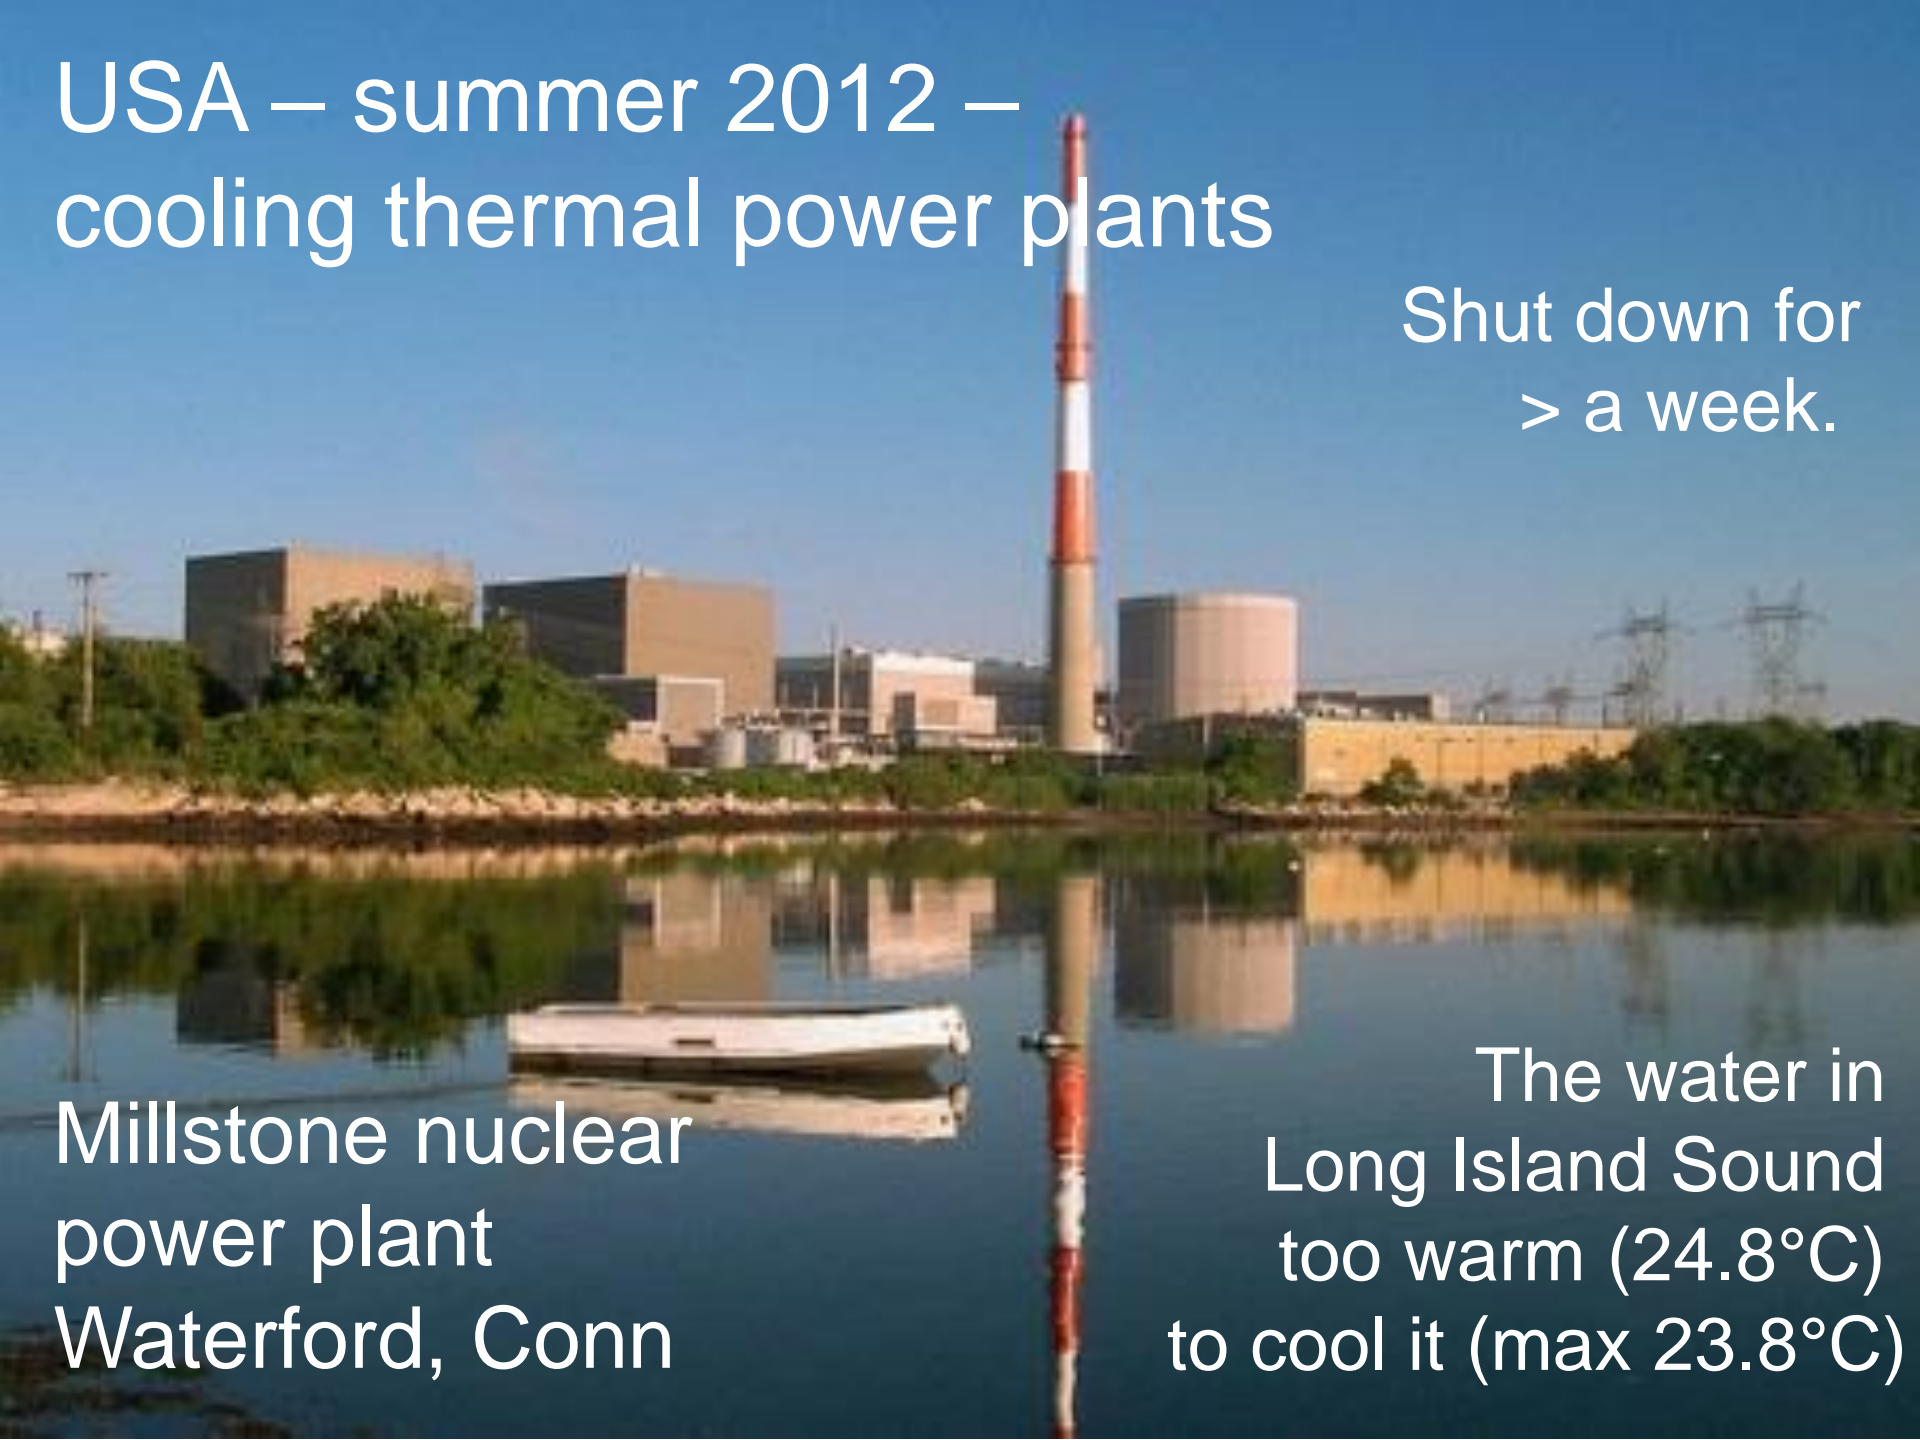 USA – summer 2012 –
cooling thermal power plants
Shut down for
> a week.
Millstone nuclear
power plant
Waterford, Conn
The water in
Long Island Sound
too warm (24.8°C)
to cool it (max 23.8°C)